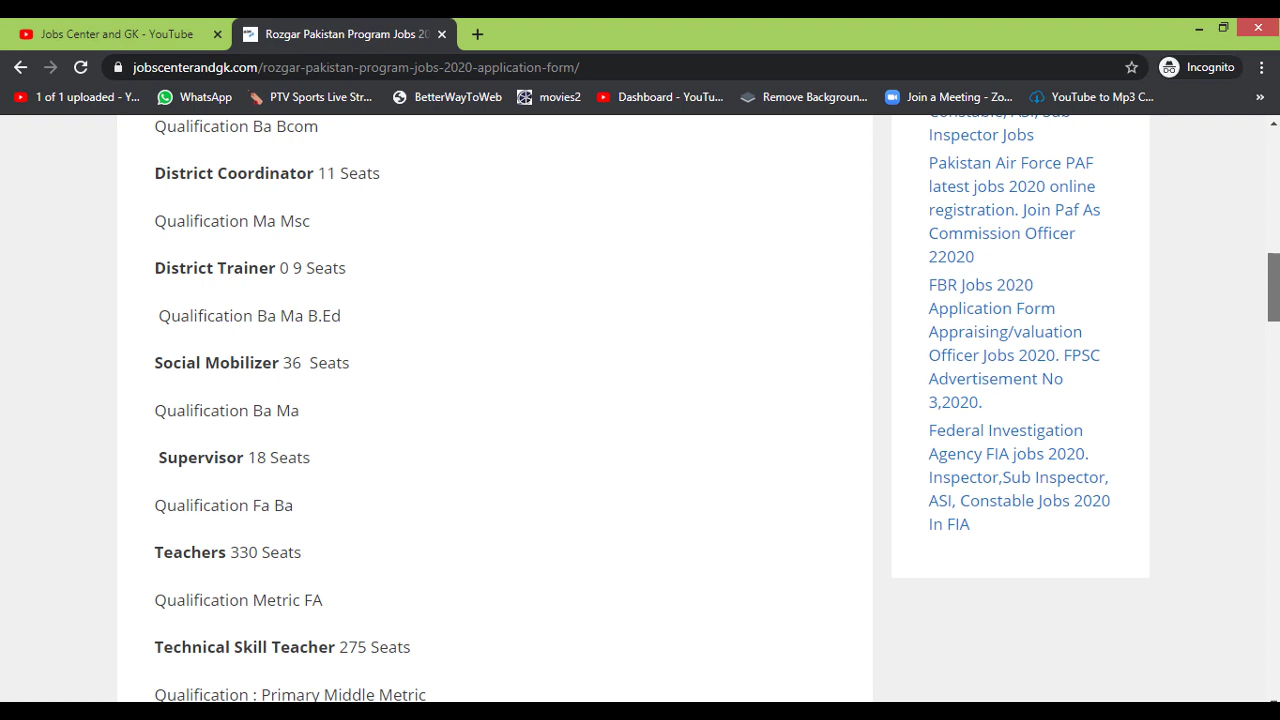 Jobs Center and GK - YouTube
Rozgar Pakistan Program Jobs 20
jobscenterandgk.com/rozgar-pakistan-program-jobs-2020-application-form/
Incognito
1 of 1 uploaded - Y...
WhatsApp
PTV Sports Live Str...
BetterWayToWeb
movies2
Dashboard - YouTu...
Remove Backgroun...
Join a Meeting - Zo...
YouTube to Mp3 C...
»
Qualification Ba Bcom
District Coordinator 11 Seats
Qualification Ma Msc
District Trainer 0 9 Seats
Qualification Ba Ma B.Ed
Social Mobilizer 36 Seats
Qualification Ba Ma
Supervisor 18 Seats
Qualification Fa Ba
Teachers 330 Seats
Qualification Metric FA
Technical Skill Teacher 275 Seats
Qualification : Primary Middle Metric
Constable, ASI, Sub
Inspector Jobs
Pakistan Air Force PAF
latest jobs 2020 online
registration. Join Paf As
Commission Officer
22020
FBR Jobs 2020
Application Form
Appraising/valuation
Officer Jobs 2020. FPSC
Advertisement No
3,2020.
Federal Investigation
Agency FIA jobs 2020.
Inspector,Sub Inspector,
ASI, Constable Jobs 2020
In FIA